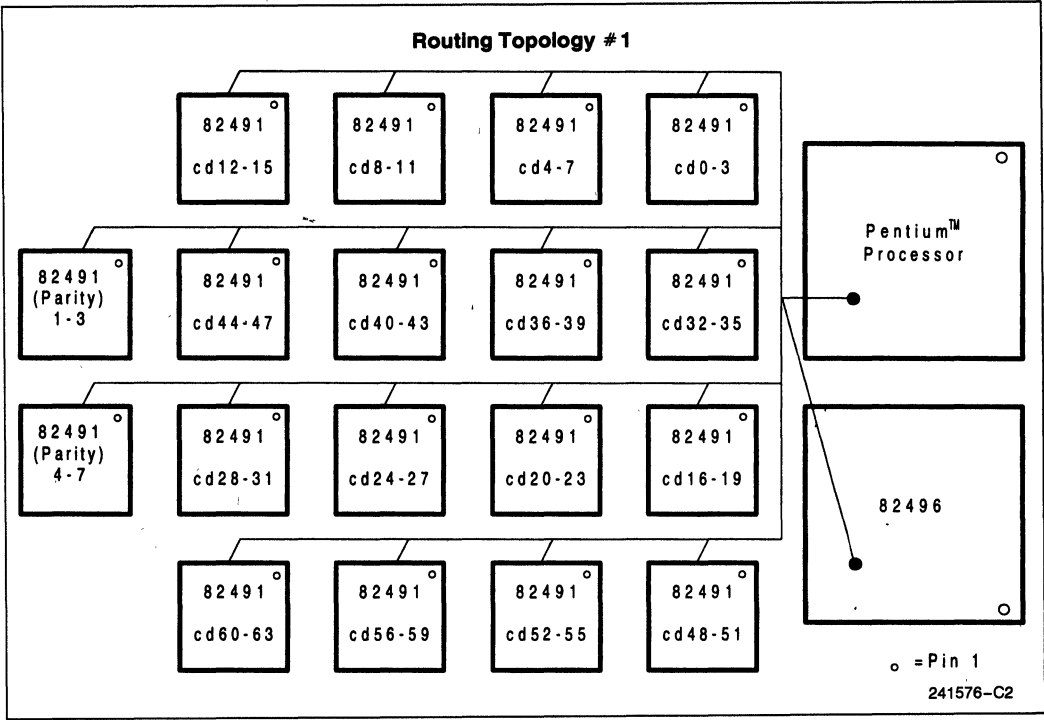 Routing Topology #1
82491
cd12-15
82491
cd8-11
82491
cd4-7
82491
cd0-3
Pentium™
Processor
82491
(Parity)
1-3
82491
cd44-47
82491
cd40-43
82491
cd36-39
82491
cd32-35
82491
(Parity)
4-7
82491
cd28-31
82491
cd24-27
82491
cd20-23
82491
cd16-19
82496
82491
cd60-63
82491
cd56-59
82491
cd52-55
82491
cd48-51
o =Pin 1
241576-C2